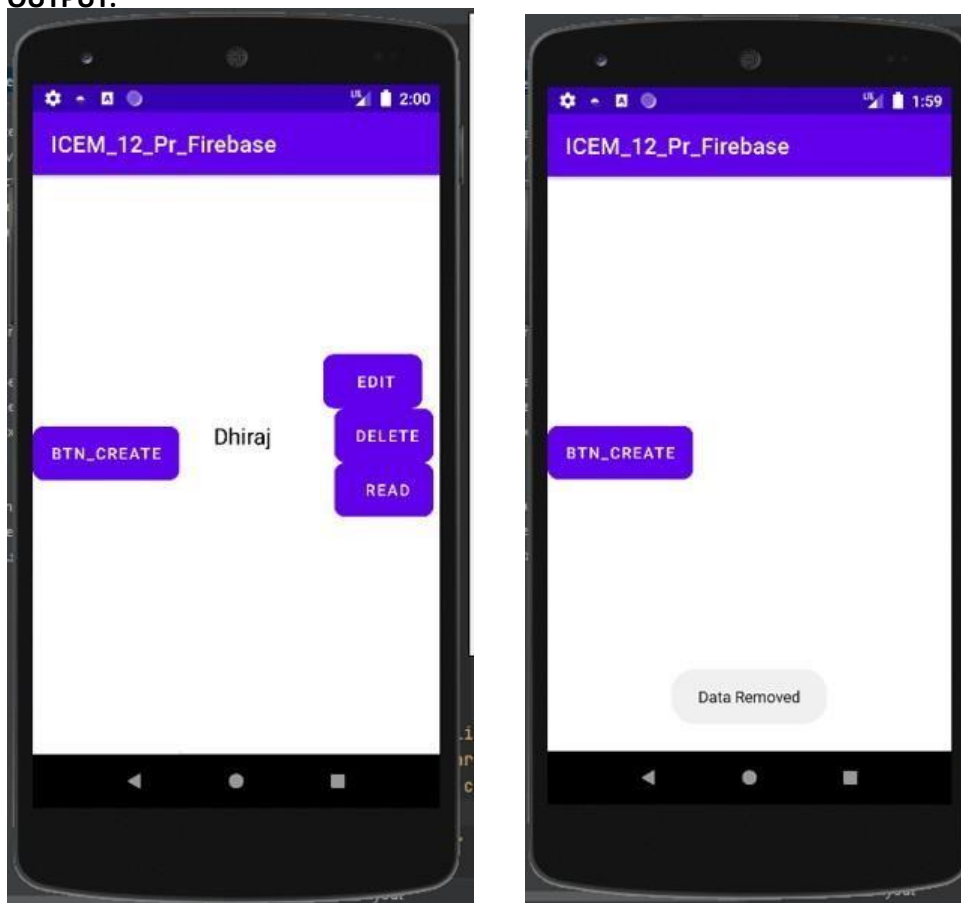 OUTPUT:
2:00
ICEM_12_Pr_Firebase
EDIT
Dhiraj
DELETE
BTN_CREATE
READ
1:59
ICEM_12_Pr_Firebase
BTN_CREATE
Data Removed